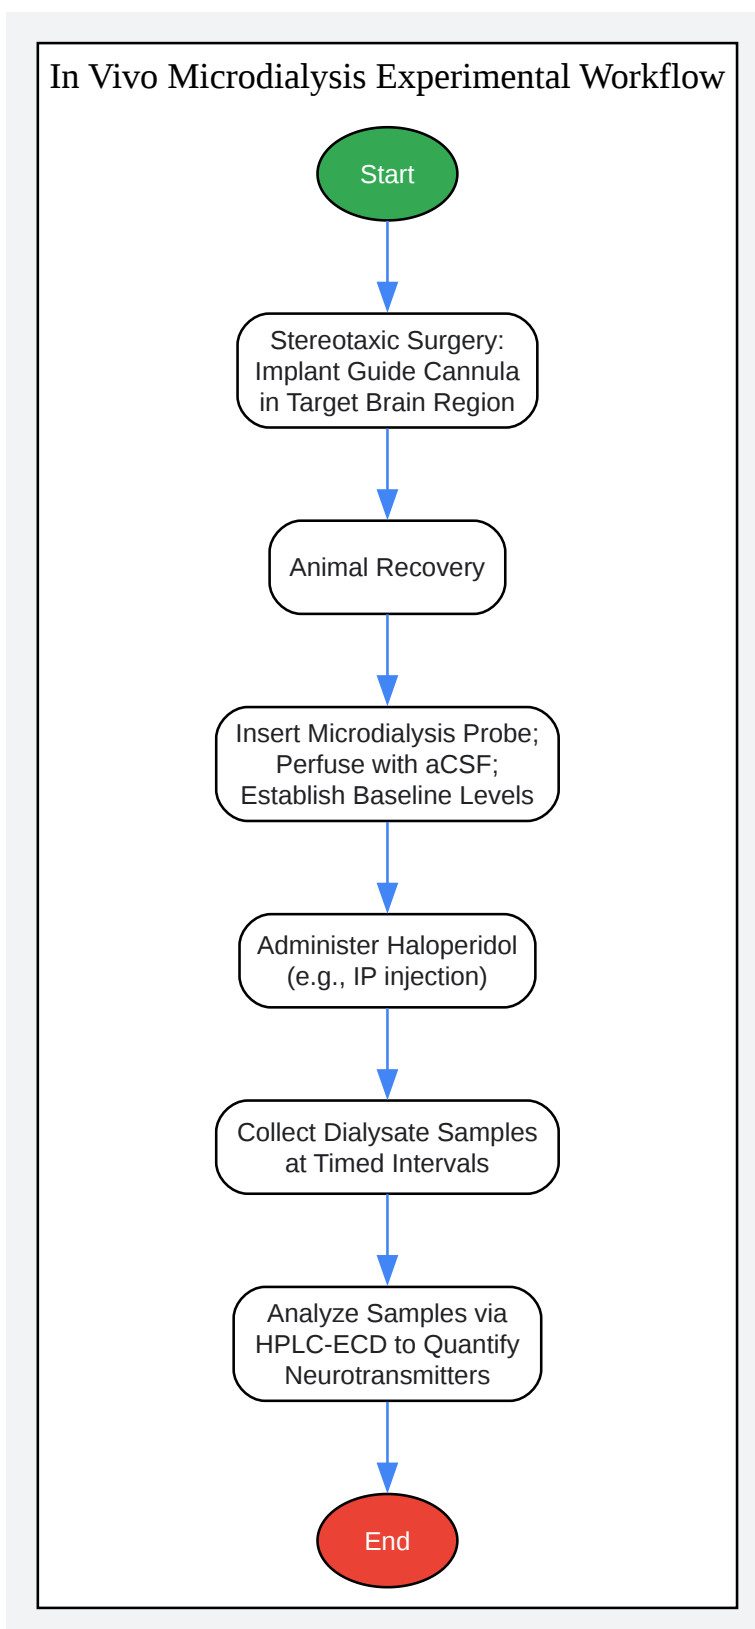 In Vivo Microdialysis Experimental Workflow
Start
Stereotaxic Surgery:
Implant Guide Cannula
in Target Brain Region
Animal Recovery
Insert Microdialysis Probe;
Perfuse with aCSF;
Establish Baseline Levels
Administer Haloperidol
(e.g., IP injection)
Collect Dialysate Samples
at Timed Intervals
Analyze Samples via
HPLC-ECD to Quantify
Neurotransmitters
End